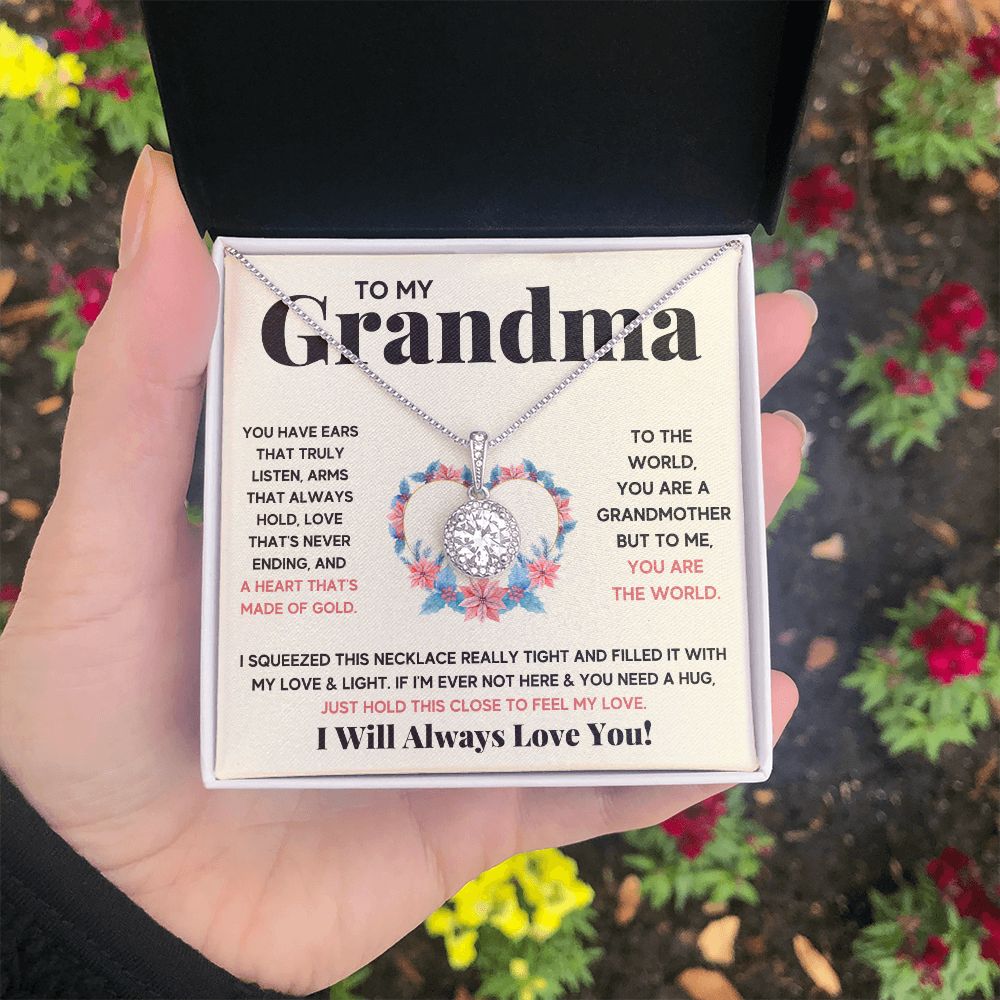 TO MY
Grandma
YOU HAVE EARS
THAT TRULY
LISTEN, ARMS
THAT ALWAYS
HOLD, LOVE
THAT'S NEVER
ENDING, AND
A HEART THAT'S
MADE OF GOLD.
TO THE
WORLD,
YOU ARE A
GRANDMOTHER
BUT TO ME,
YOU ARE
THE WORLD.
I SQUEEZED THIS NECKLACE REALLY TIGHT AND FILLED IT WITH
MY LOVE & LIGHT. IF I'M EVER NOT HERE & YOU NEED A HUG,
JUST HOLD THIS CLOSE TO FEEL MY LOVE.
I Will Always Love You!